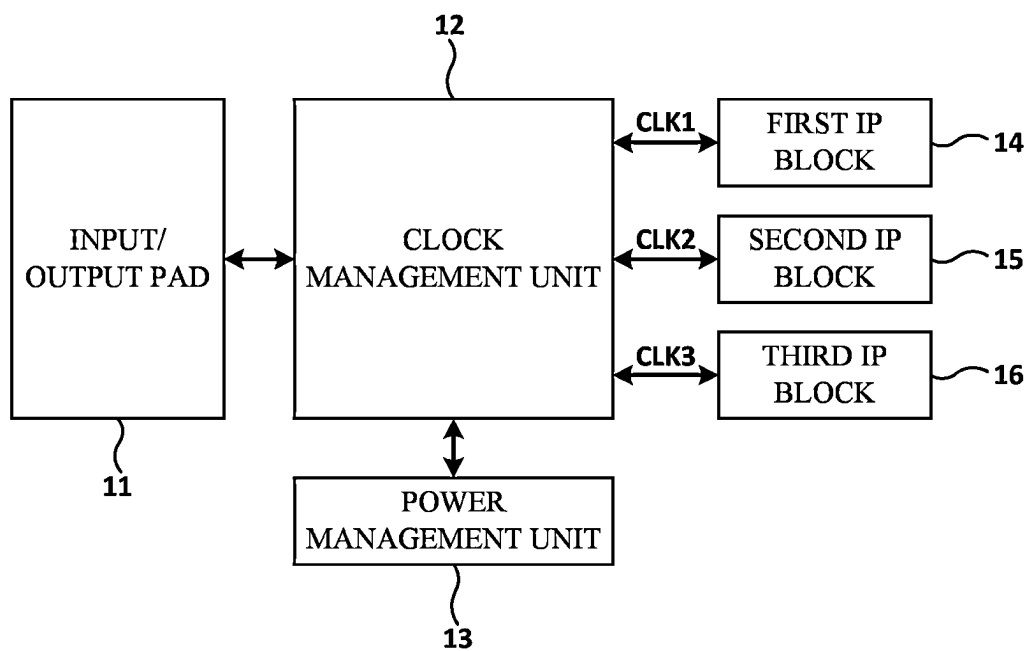 12
INPUT/
OUTPUT PAD
11
CLOCK
MANAGEMENT UNIT
CLK1
FIRST IP
BLOCK
14
CLK2
SECOND IP
BLOCK
15
CLK3
THIRD IP
BLOCK
16
POWER
MANAGEMENT UNIT
13